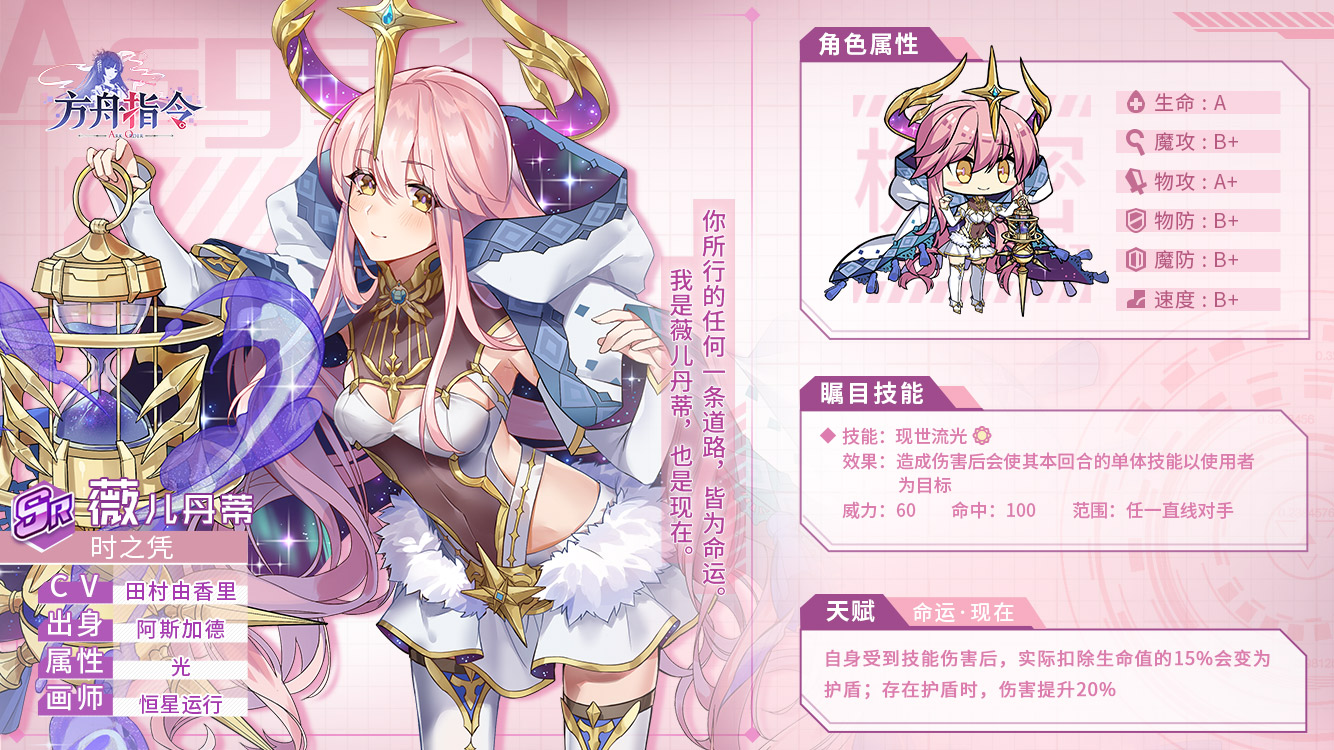 方舟指令
ARK ORDER
你所行的任何一条道路，皆为命运。
我是薇儿丹蒂，也是现在。
SR 薇儿丹蒂
时之凭
CV 田村由香里
出身 阿斯加德
属性 光
画师 恒星运行
角色属性
机密
生命：A
魔攻：B+
物攻：A+
物防：B+
魔防：B+
速度：B+
瞩目技能
技能：现世流光
效果：造成伤害后会使其本回合的单体技能以使用者
为目标
威力：60 命中：100 范围：任一直线对手
天赋 命运·现在
自身受到技能伤害后，实际扣除生命值的15%会变为
护盾；存在护盾时，伤害提升20%